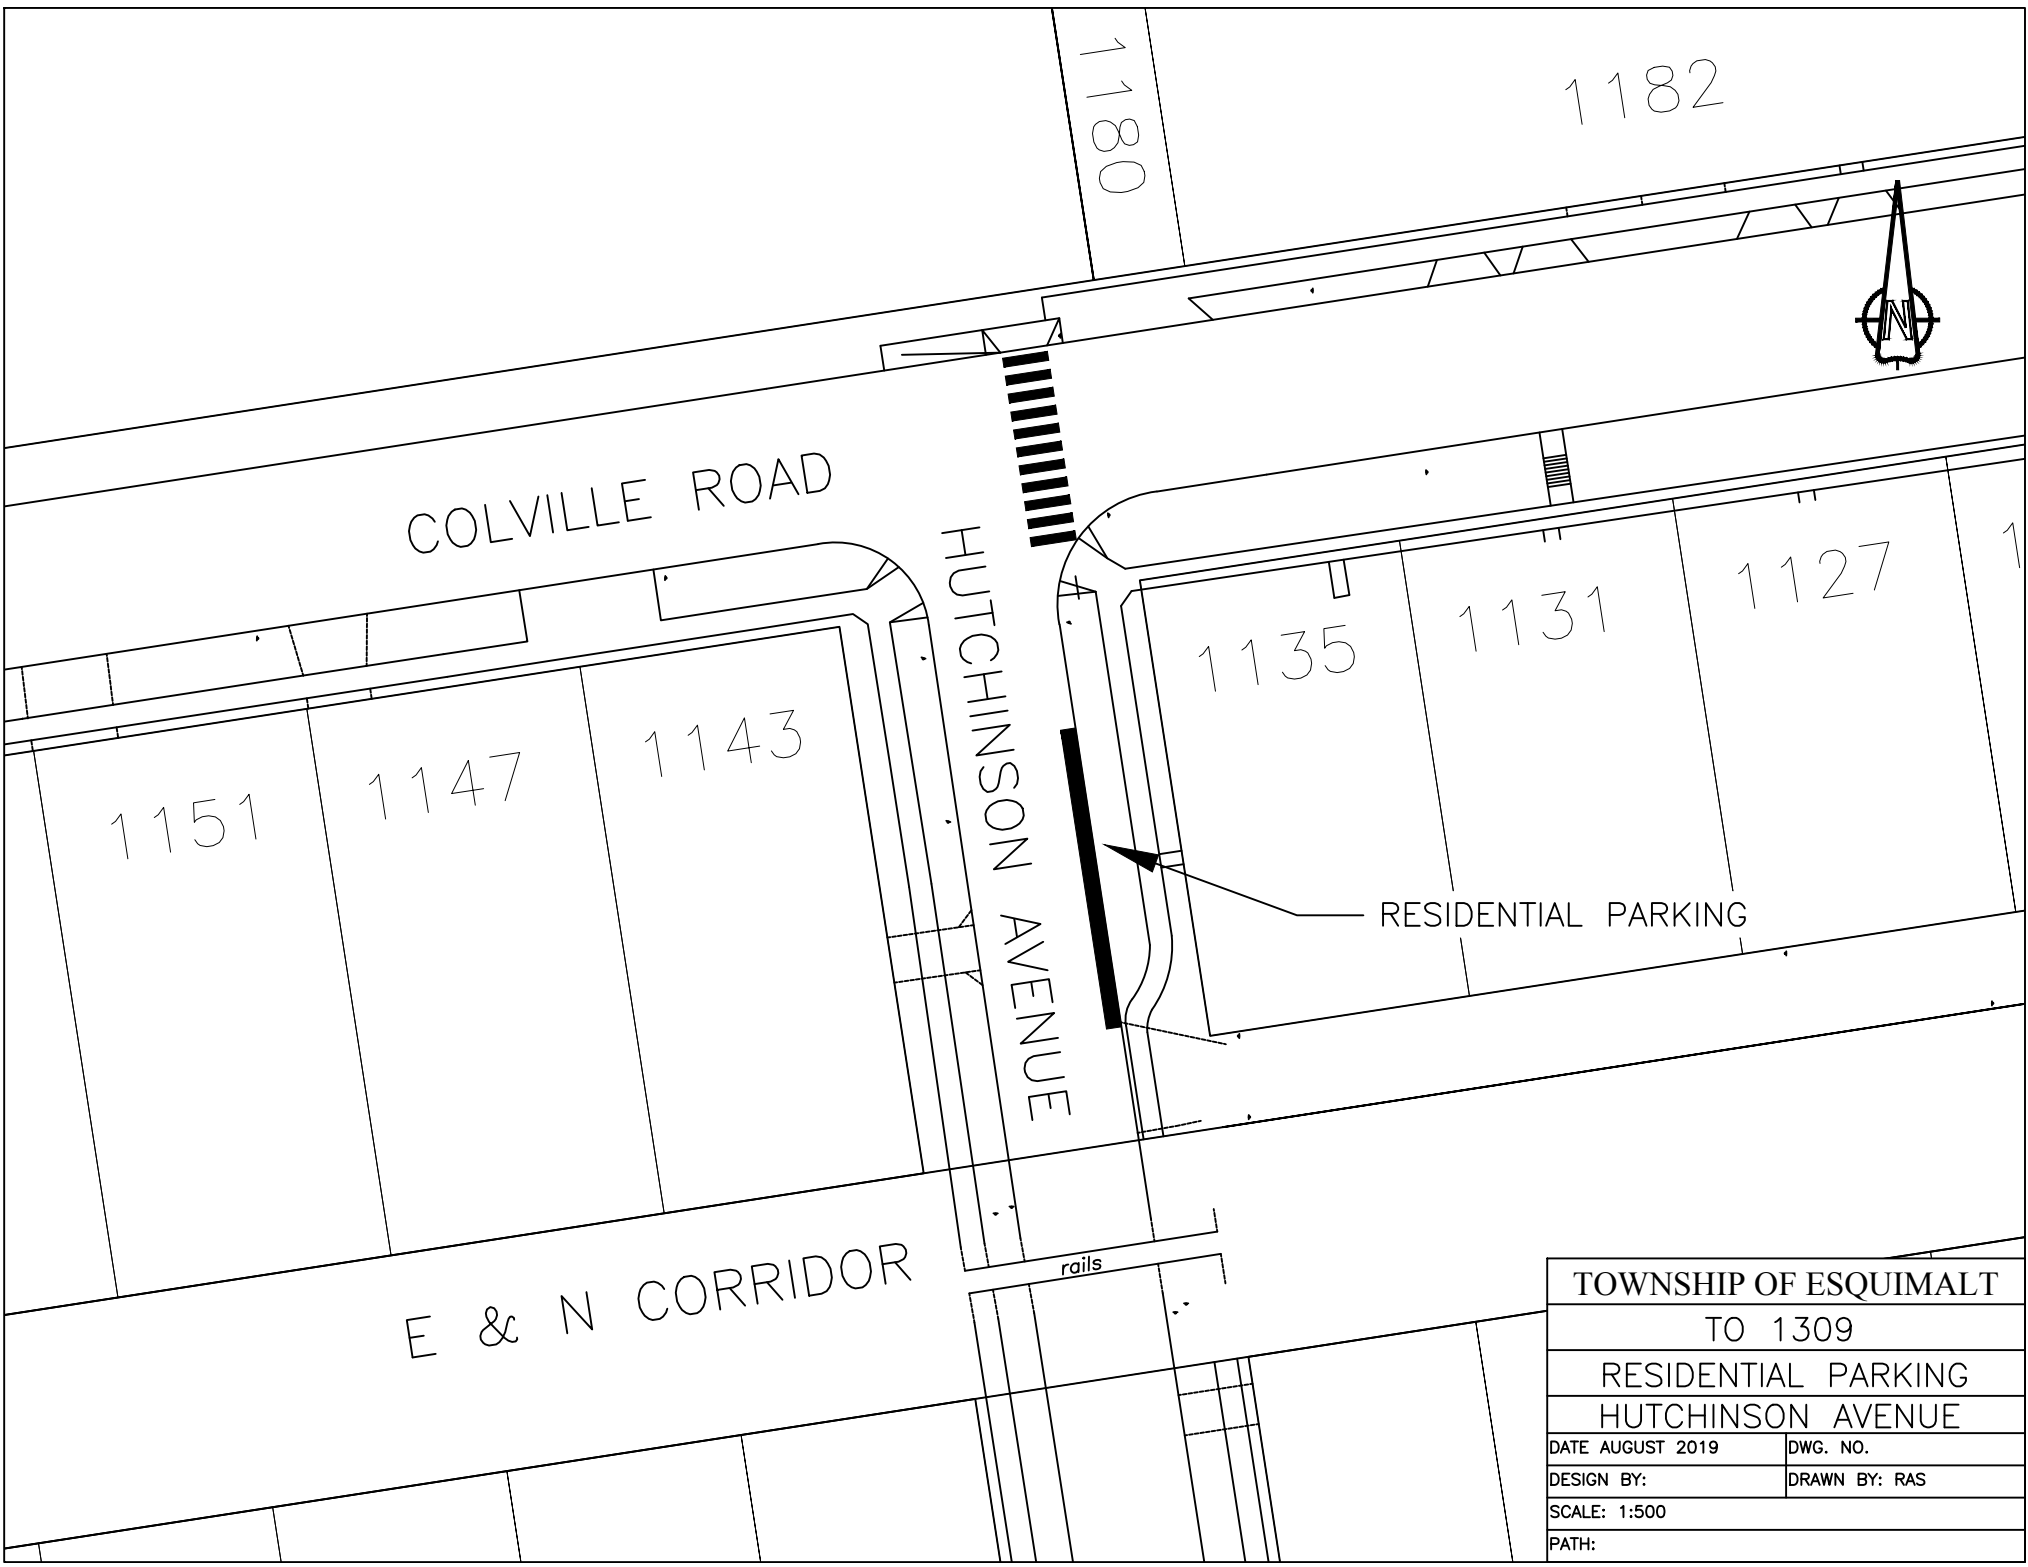 1180
1182
N
COLVILLE ROAD
HUTCHINSON AVENUE
1135
1131
1127
1
1151
1147
1143
RESIDENTIAL PARKING
E & N CORRIDOR
rails
TOWNSHIP OF ESQUIMALT
TO 1309
RESIDENTIAL PARKING
HUTCHINSON AVENUE
DATE AUGUST 2019
DWG. NO.
DESIGN BY:
DRAWN BY: RAS
SCALE: 1:500
PATH: